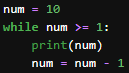 num = 10
while num >= 1:
    print(num)
    num = num - 1